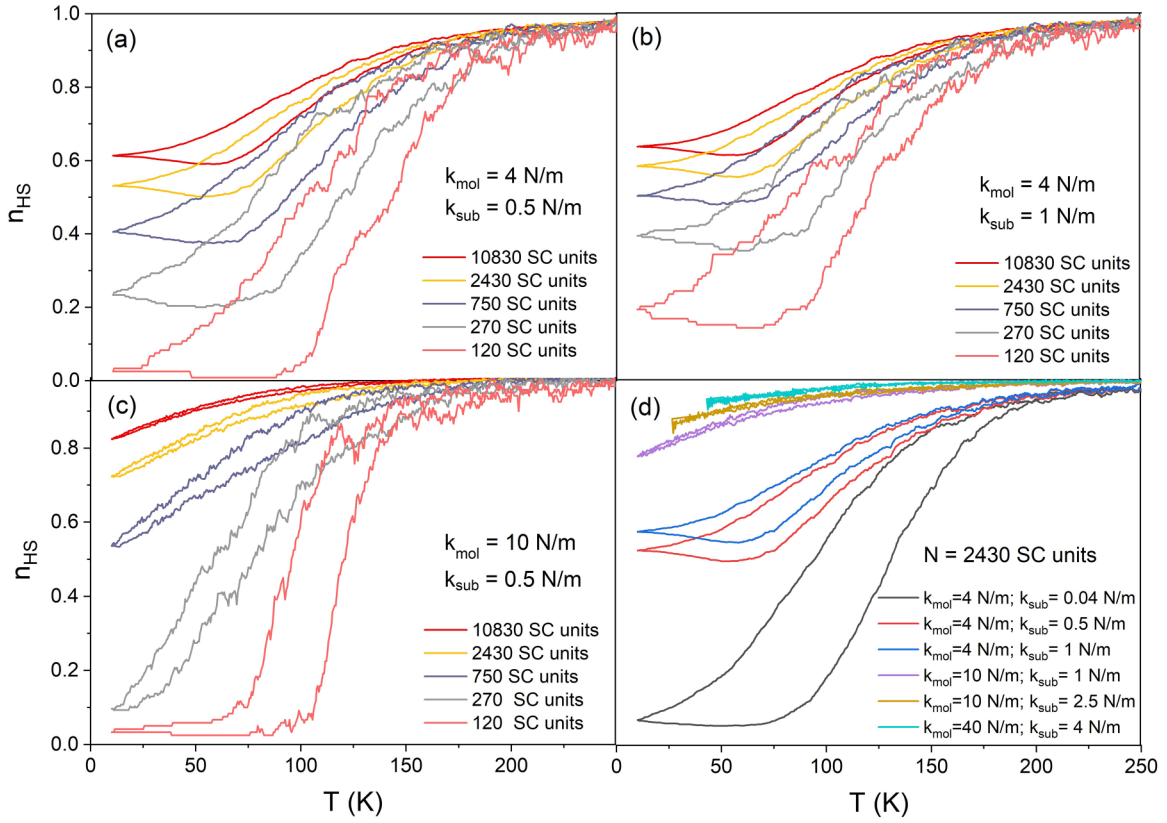 (a)
1.0
0.8
0.6
0.4
0.2
0.0
n_HS
k_mol = 4 N/m
k_sub = 0.5 N/m
10830 SC units
2430 SC units
750 SC units
270 SC units
120 SC units
(b)
k_mol = 4 N/m
k_sub = 1 N/m
10830 SC units
2430 SC units
750 SC units
270 SC units
120 SC units
(c)
0.8
0.6
0.4
0.2
0.0
n_HS
k_mol = 10 N/m
k_sub = 0.5 N/m
10830 SC units
2430 SC units
750 SC units
270 SC units
120 SC units
0 50 100 150 200
T (K)
(d)
N = 2430 SC units
k_mol=4 N/m; k_sub= 0.04 N/m
k_mol=4 N/m; k_sub= 0.5 N/m
k_mol=4 N/m; k_sub= 1 N/m
k_mol=10 N/m; k_sub= 1 N/m
k_mol=10 N/m; k_sub= 2.5 N/m
k_mol=40 N/m; k_sub= 4 N/m
0 50 100 150 200 250
T (K)